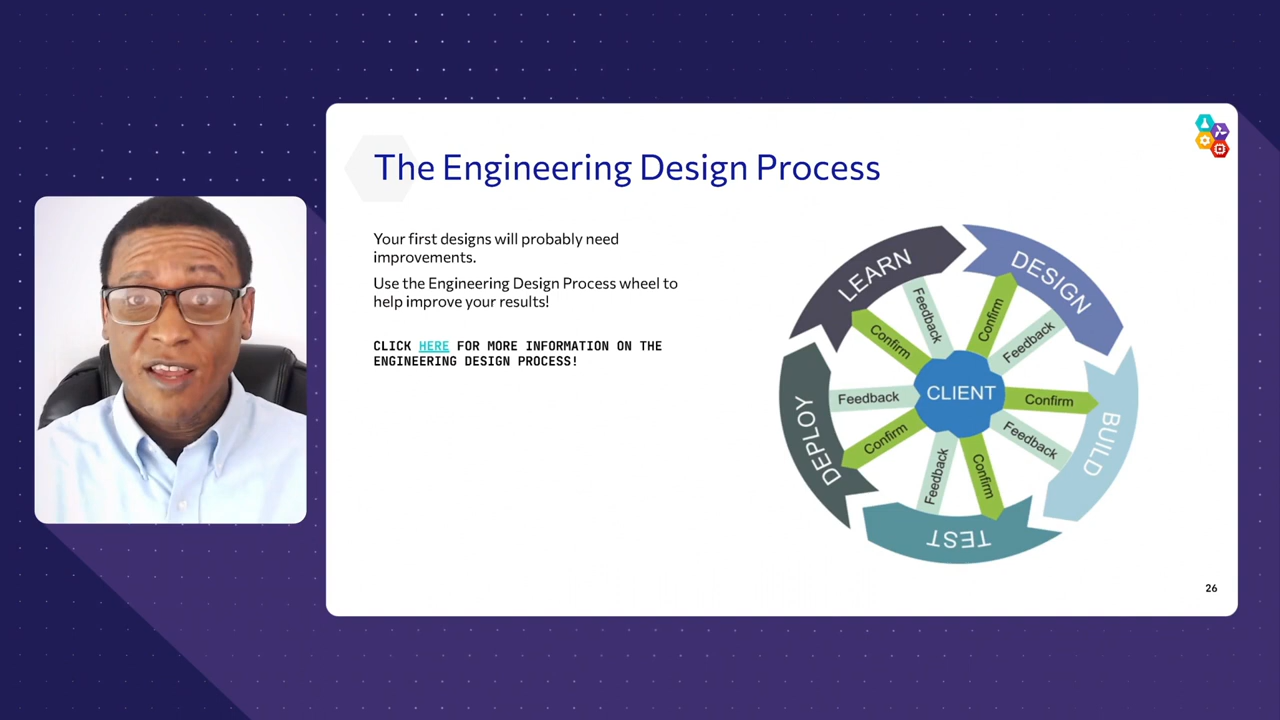 The Engineering Design Process
Your first designs will probably need
improvements.
Use the Engineering Design Process wheel to
help improve your results!
CLICK HERE FOR MORE INFORMATION ON THE
ENGINEERING DESIGN PROCESS!
LEARN
DESIGN
BUILD
TEST
DEPLOY
CLIENT
Feedback
Confirm
Feedback
Confirm
Feedback
Confirm
Feedback
Confirm
Feedback
Confirm
26